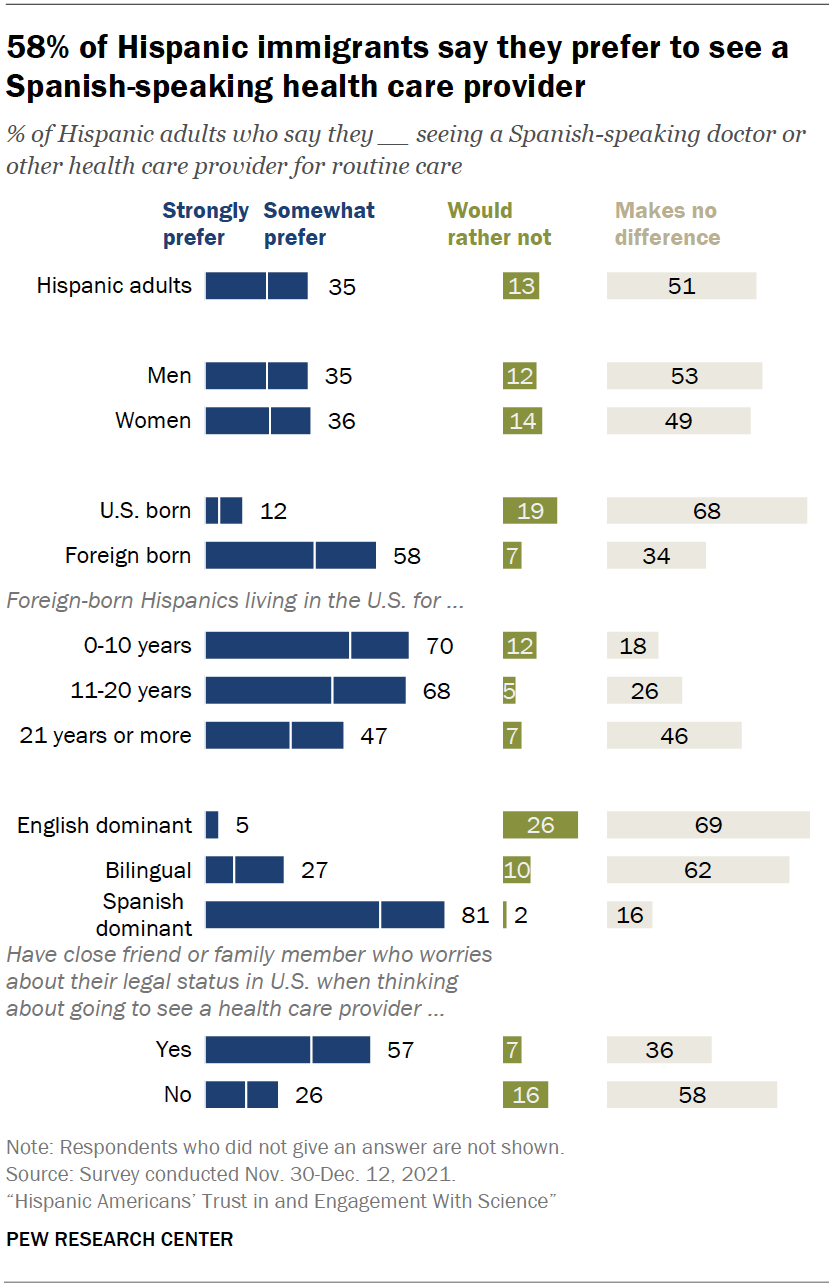 58% of Hispanic immigrants say they prefer to see a
Spanish-speaking health care provider
% of Hispanic adults who say they __ seeing a Spanish-speaking doctor or
other health care provider for routine care
Strongly prefer Somewhat prefer Would rather not Makes no difference
Hispanic adults 35 13 51
Men 35 12 53
Women 36 14 49
U.S. born 12 19 68
Foreign born 58 7 34
Foreign-born Hispanics living in the U.S. for ...
0-10 years 70 12 18
11-20 years 68 5 26
21 years or more 47 7 46
English dominant 5 26 69
Bilingual 27 10 62
Spanish dominant 81 2 16
Have close friend or family member who worries
about their legal status in U.S. when thinking
about going to see a health care provider ...
Yes 57 7 36
No 26 16 58
Note: Respondents who did not give an answer are not shown.
Source: Survey conducted Nov. 30-Dec. 12, 2021.
“Hispanic Americans’ Trust in and Engagement With Science”
PEW RESEARCH CENTER